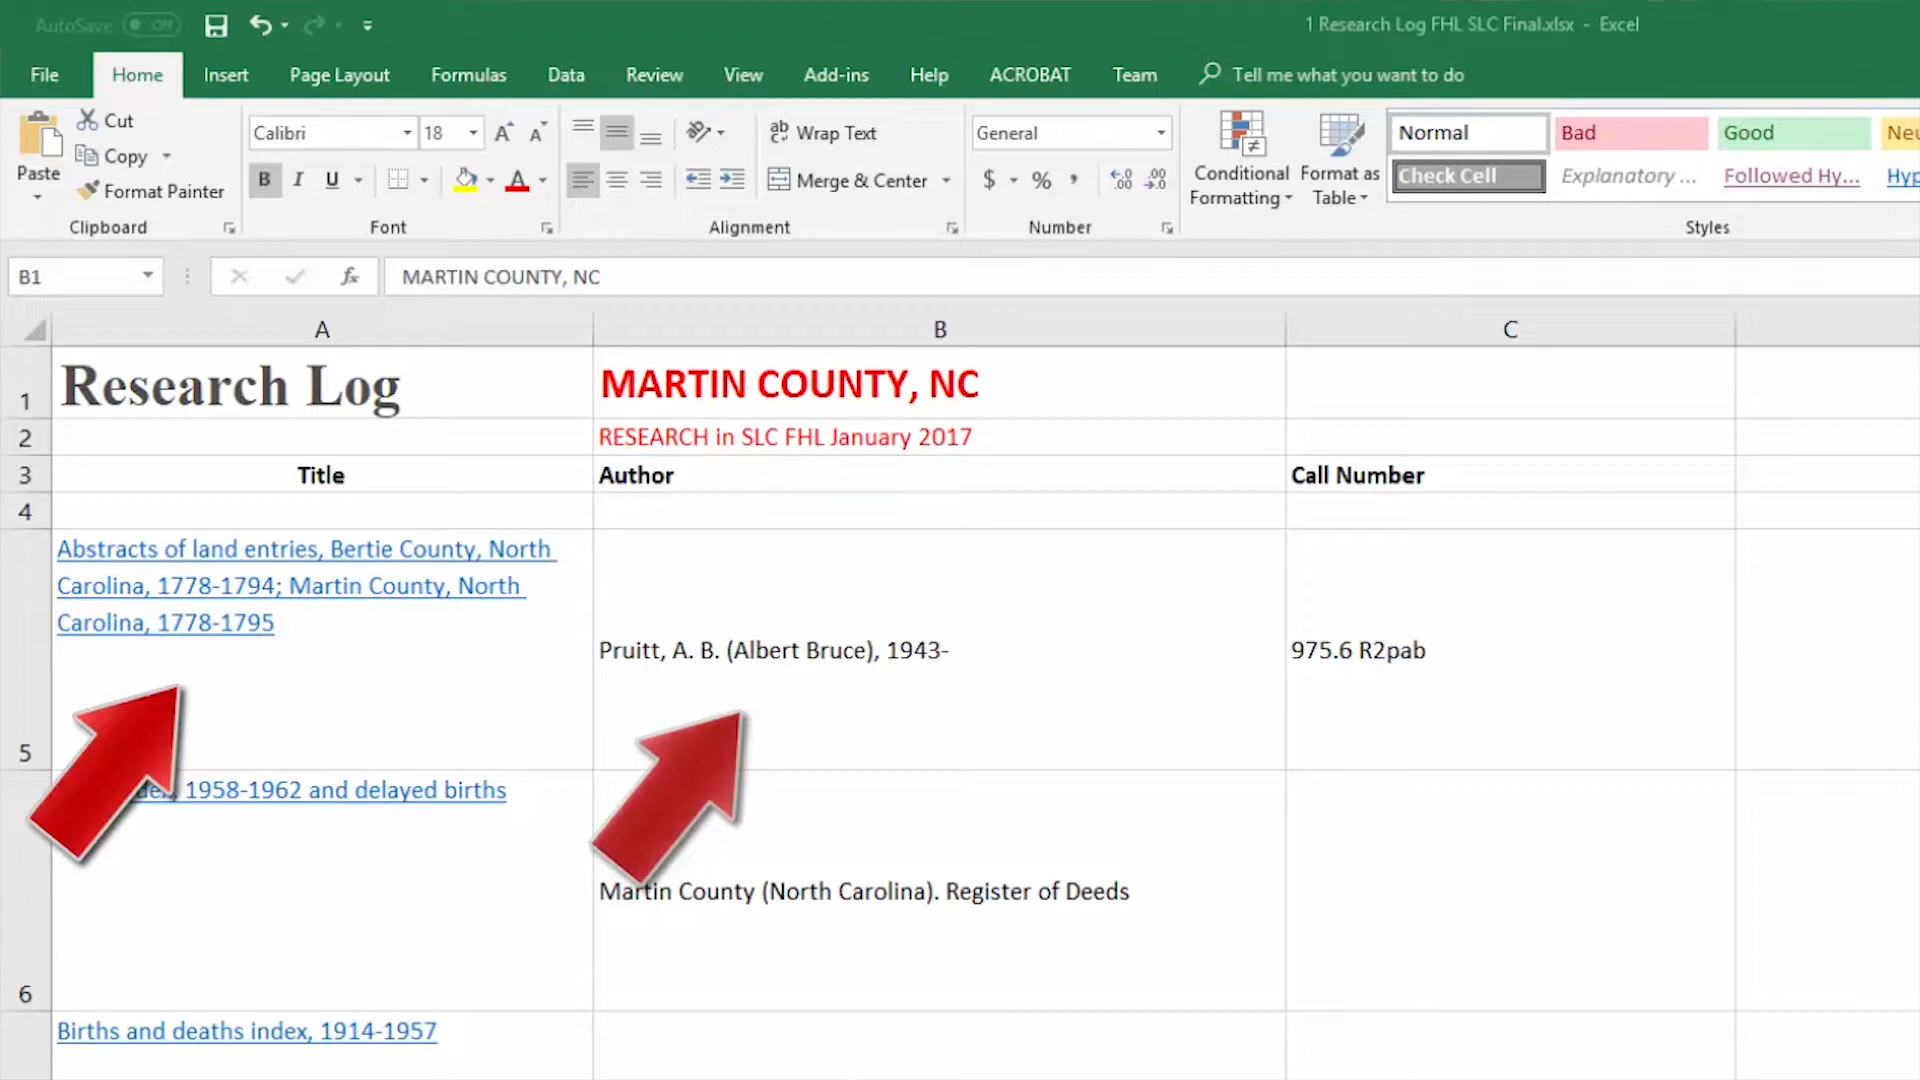 AutoSave Off
1 Research Log FHL SLC Final.xlsx - Excel
File Home Insert Page Layout Formulas Data Review View Add-ins Help ACROBAT Team Tell me what you want to do
Paste
Cut
Copy
Format Painter
Clipboard
Calibri 18
B I U
Font
Wrap Text
Merge & Center
Alignment
General
$ % ,
Number
Conditional Formatting
Format as Table
Normal Bad Good
Check Cell Explanatory ... Followed Hy...
Styles
B1 fx MARTIN COUNTY, NC
A B C
1 Research Log MARTIN COUNTY, NC
2 RESEARCH in SLC FHL January 2017
3 Title Author Call Number
4
Abstracts of land entries, Bertie County, North
Carolina, 1778-1794; Martin County, North
Carolina, 1778-1795
Pruitt, A. B. (Albert Bruce), 1943- 975.6 R2pab
5
1958-1962 and delayed births
Martin County (North Carolina). Register of Deeds
6
Births and deaths index, 1914-1957